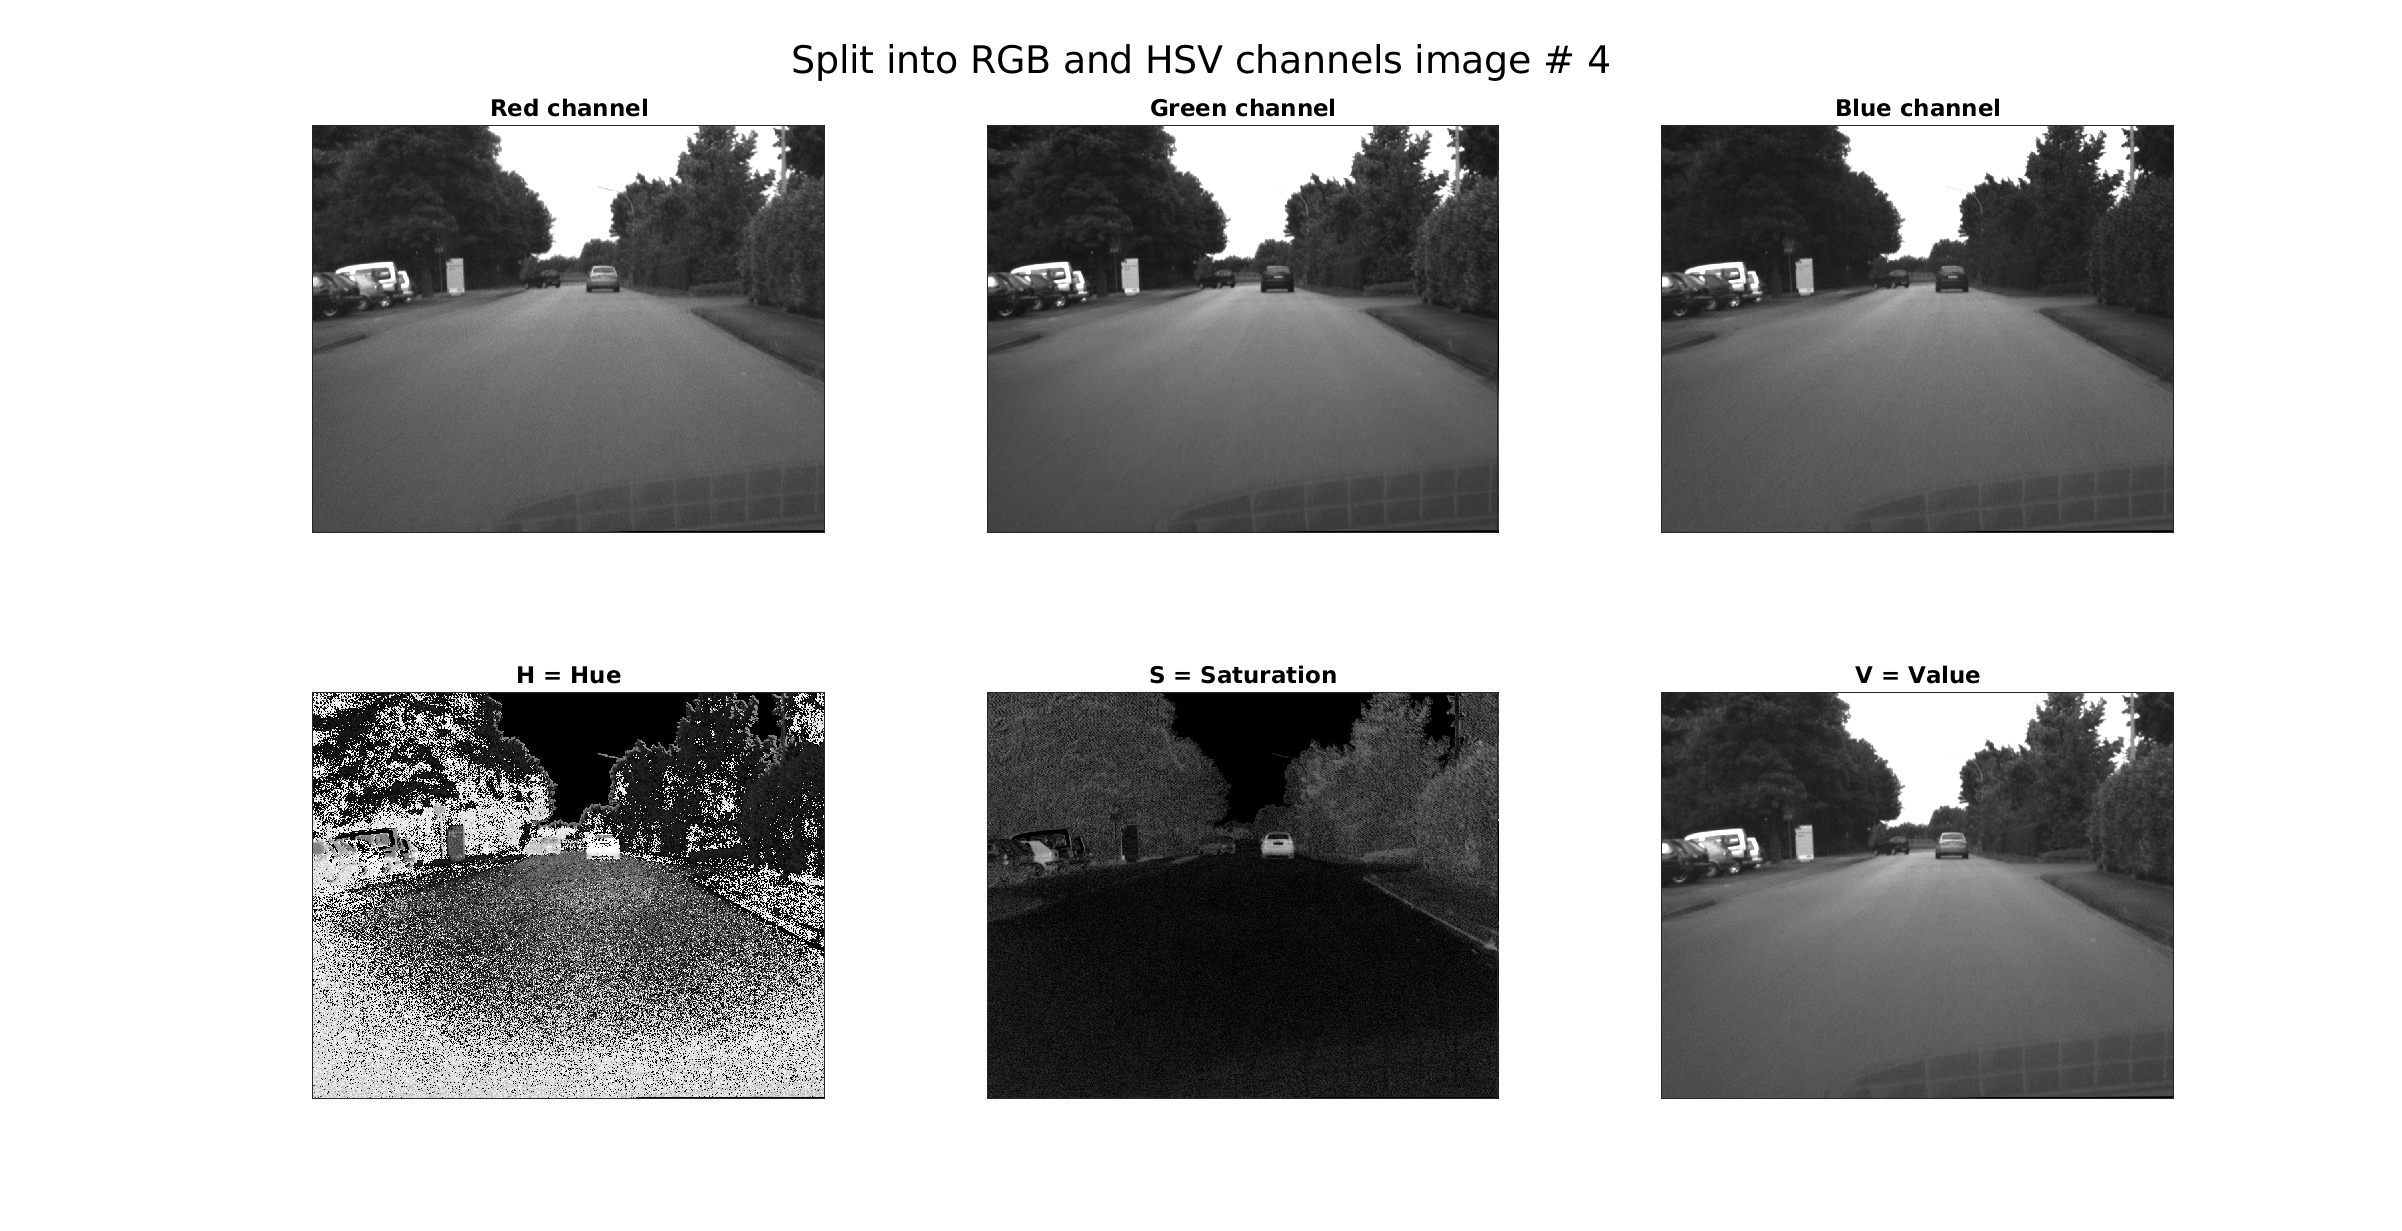 Split into RGB and HSV channels image # 4
Red channel
Green channel
Blue channel
H = Hue
S = Saturation
V = Value